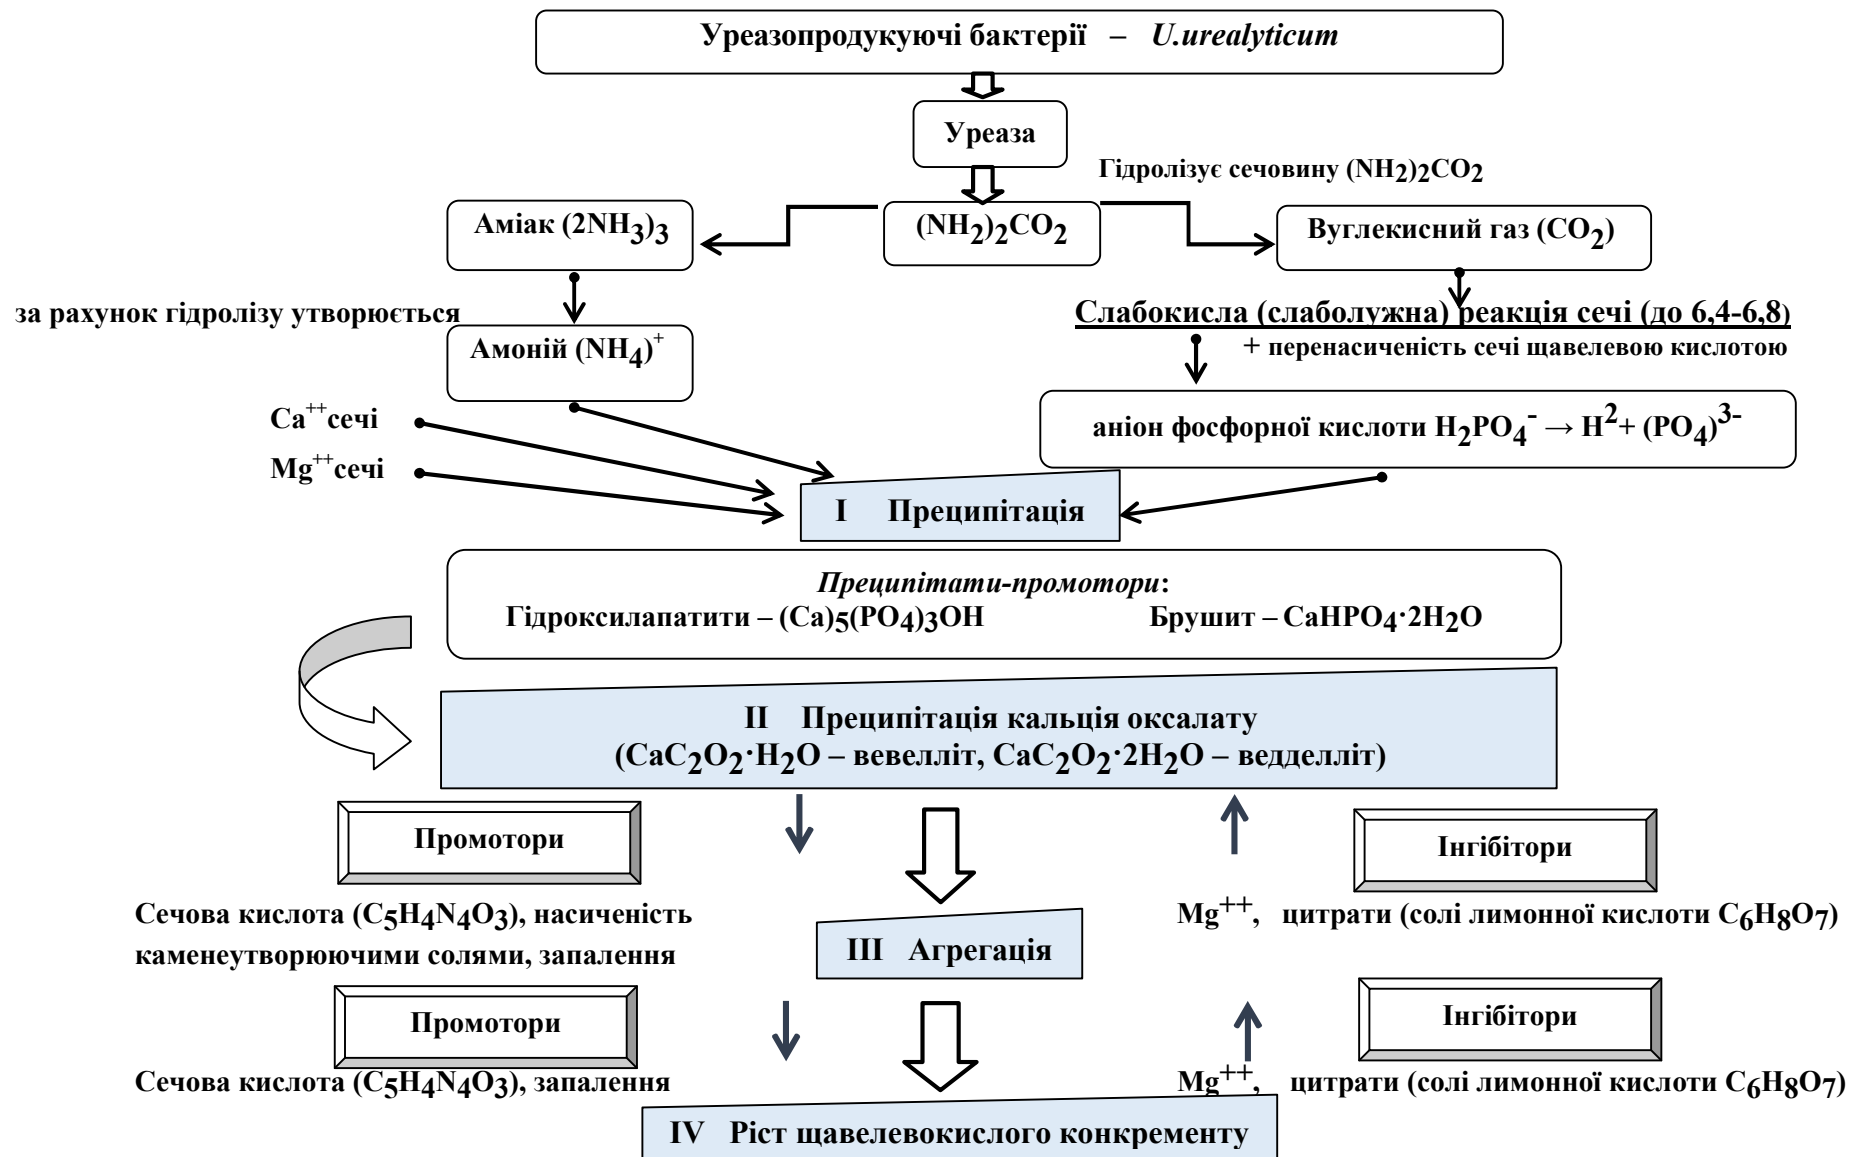 Уреазопродукуючі бактерії – U.urealyticum
Уреаза
Гідролізує сечовину (NH2)2CO2
Аміак (2NH3)3
(NH2)2CO2
Вуглекисний газ (CO2)
за рахунок гідролізу утворюється
Слабокисла (слаболужна) реакція сечі (до 6,4-6,8)
+ перенасиченість сечі щавелевою кислотою
Амоній (NH4)+
Ca++сечі
аніон фосфорної кислоти H2PO4- → H2+ (PO4)3-
Mg++сечі
I Преципітація
Преципітати-промотори:
Гідроксилапатити – (Ca)5(PO4)3OH Брушит – CaHPO4·2H2O
II Преципітація кальція оксалату
(CaC2O2·H2O – вевелліт, CaC2O2·2H2O – ведделліт)
Промотори
Інгібітори
Сечова кислота (C5H4N4O3), насиченість
каменеутворюючими солями, запалення
Mg++, цитрати (солі лимонної кислоти C6H8O7)
III Агрегація
Промотори
Інгібітори
Сечова кислота (C5H4N4O3), запалення
Mg++, цитрати (солі лимонної кислоти C6H8O7)
IV Ріст щавелевокислого конкременту